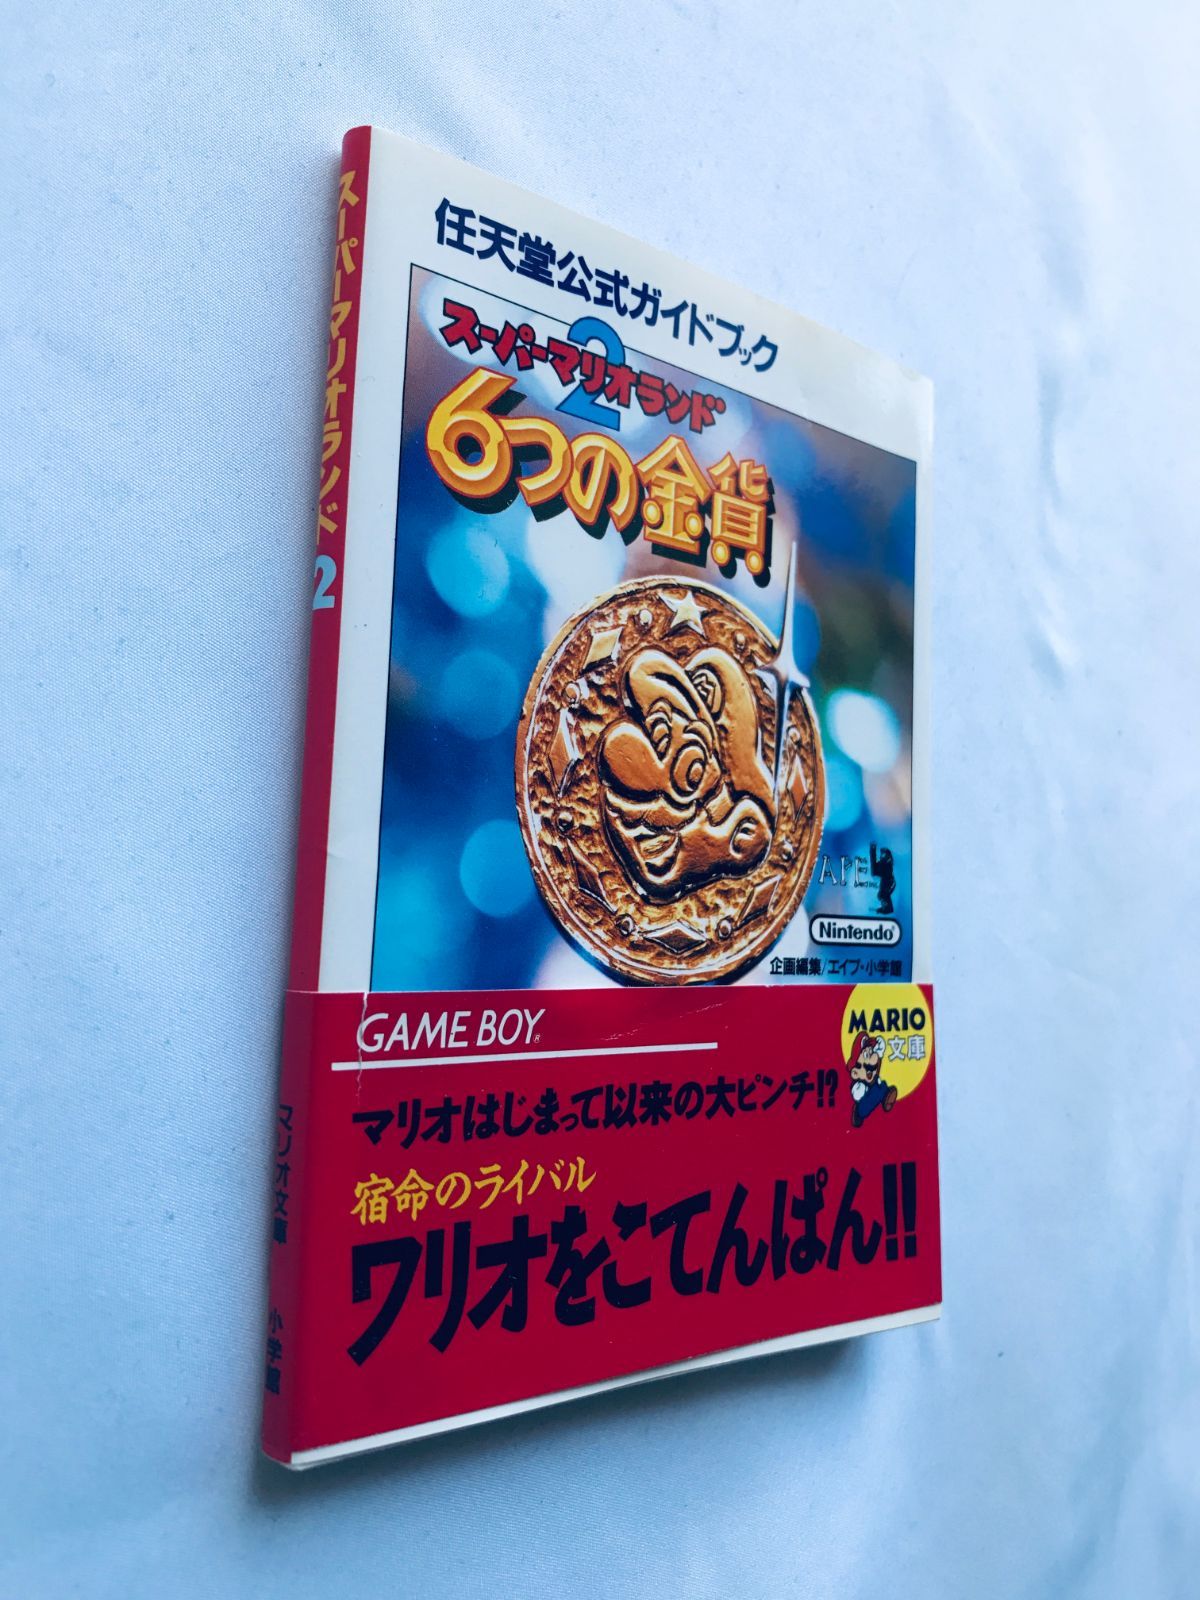 任天堂公式ガイドブック
スーパーマリオランド2
6つの金貨
APE
Nintendo
企画編集/エイプ・小学館
GAME BOY®
MARIO
文庫
マリオはじまって以来の大ピンチ!?
宿命のライバル
ワリオをこてんぱん!!
スーパーマリオランド2
マリオ文庫
小学館